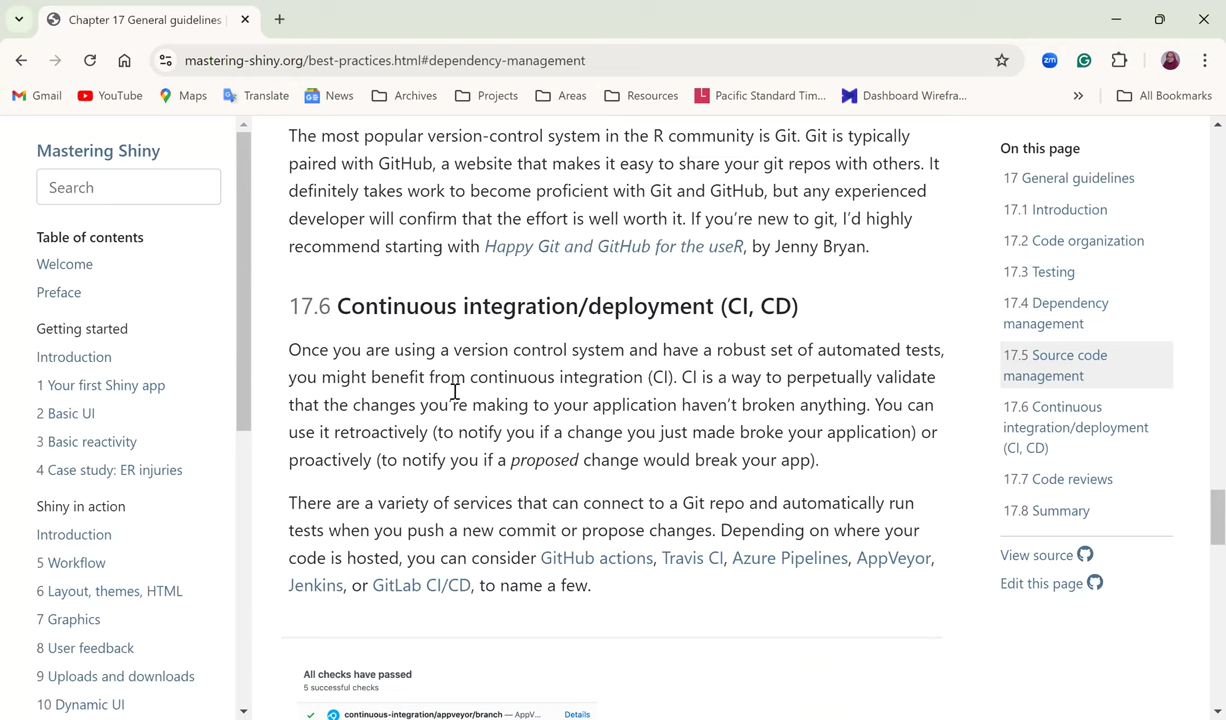 Chapter 17 General guidelines
mastering-shiny.org/best-practices.html#dependency-management
zm
Gmail
YouTube
Maps
Translate
News
Archives
Projects
Areas
Resources
Pacific Standard Tim...
Dashboard Wirefra...
»
All Bookmarks
Mastering Shiny
Search
Table of contents
Welcome
Preface
Getting started
Introduction
1 Your first Shiny app
2 Basic UI
3 Basic reactivity
4 Case study: ER injuries
Shiny in action
Introduction
5 Workflow
6 Layout, themes, HTML
7 Graphics
8 User feedback
9 Uploads and downloads
10 Dynamic UI
The most popular version-control system in the R community is Git. Git is typically
paired with GitHub, a website that makes it easy to share your git repos with others. It
definitely takes work to become proficient with Git and GitHub, but any experienced
developer will confirm that the effort is well worth it. If you’re new to git, I’d highly
recommend starting with Happy Git and GitHub for the useR, by Jenny Bryan.
17.6 Continuous integration/deployment (CI, CD)
Once you are using a version control system and have a robust set of automated tests,
you might benefit from continuous integration (CI). CI is a way to perpetually validate
that the changes you’re making to your application haven’t broken anything. You can
use it retroactively (to notify you if a change you just made broke your application) or
proactively (to notify you if a proposed change would break your app).
There are a variety of services that can connect to a Git repo and automatically run
tests when you push a new commit or propose changes. Depending on where your
code is hosted, you can consider GitHub actions, Travis CI, Azure Pipelines, AppVeyor,
Jenkins, or GitLab CI/CD, to name a few.
All checks have passed
5 successful checks
continuous-integration/appveyor/branch — AppV...
Details
On this page
17 General guidelines
17.1 Introduction
17.2 Code organization
17.3 Testing
17.4 Dependency
management
17.5 Source code
management
17.6 Continuous
integration/deployment
(CI, CD)
17.7 Code reviews
17.8 Summary
View source
Edit this page